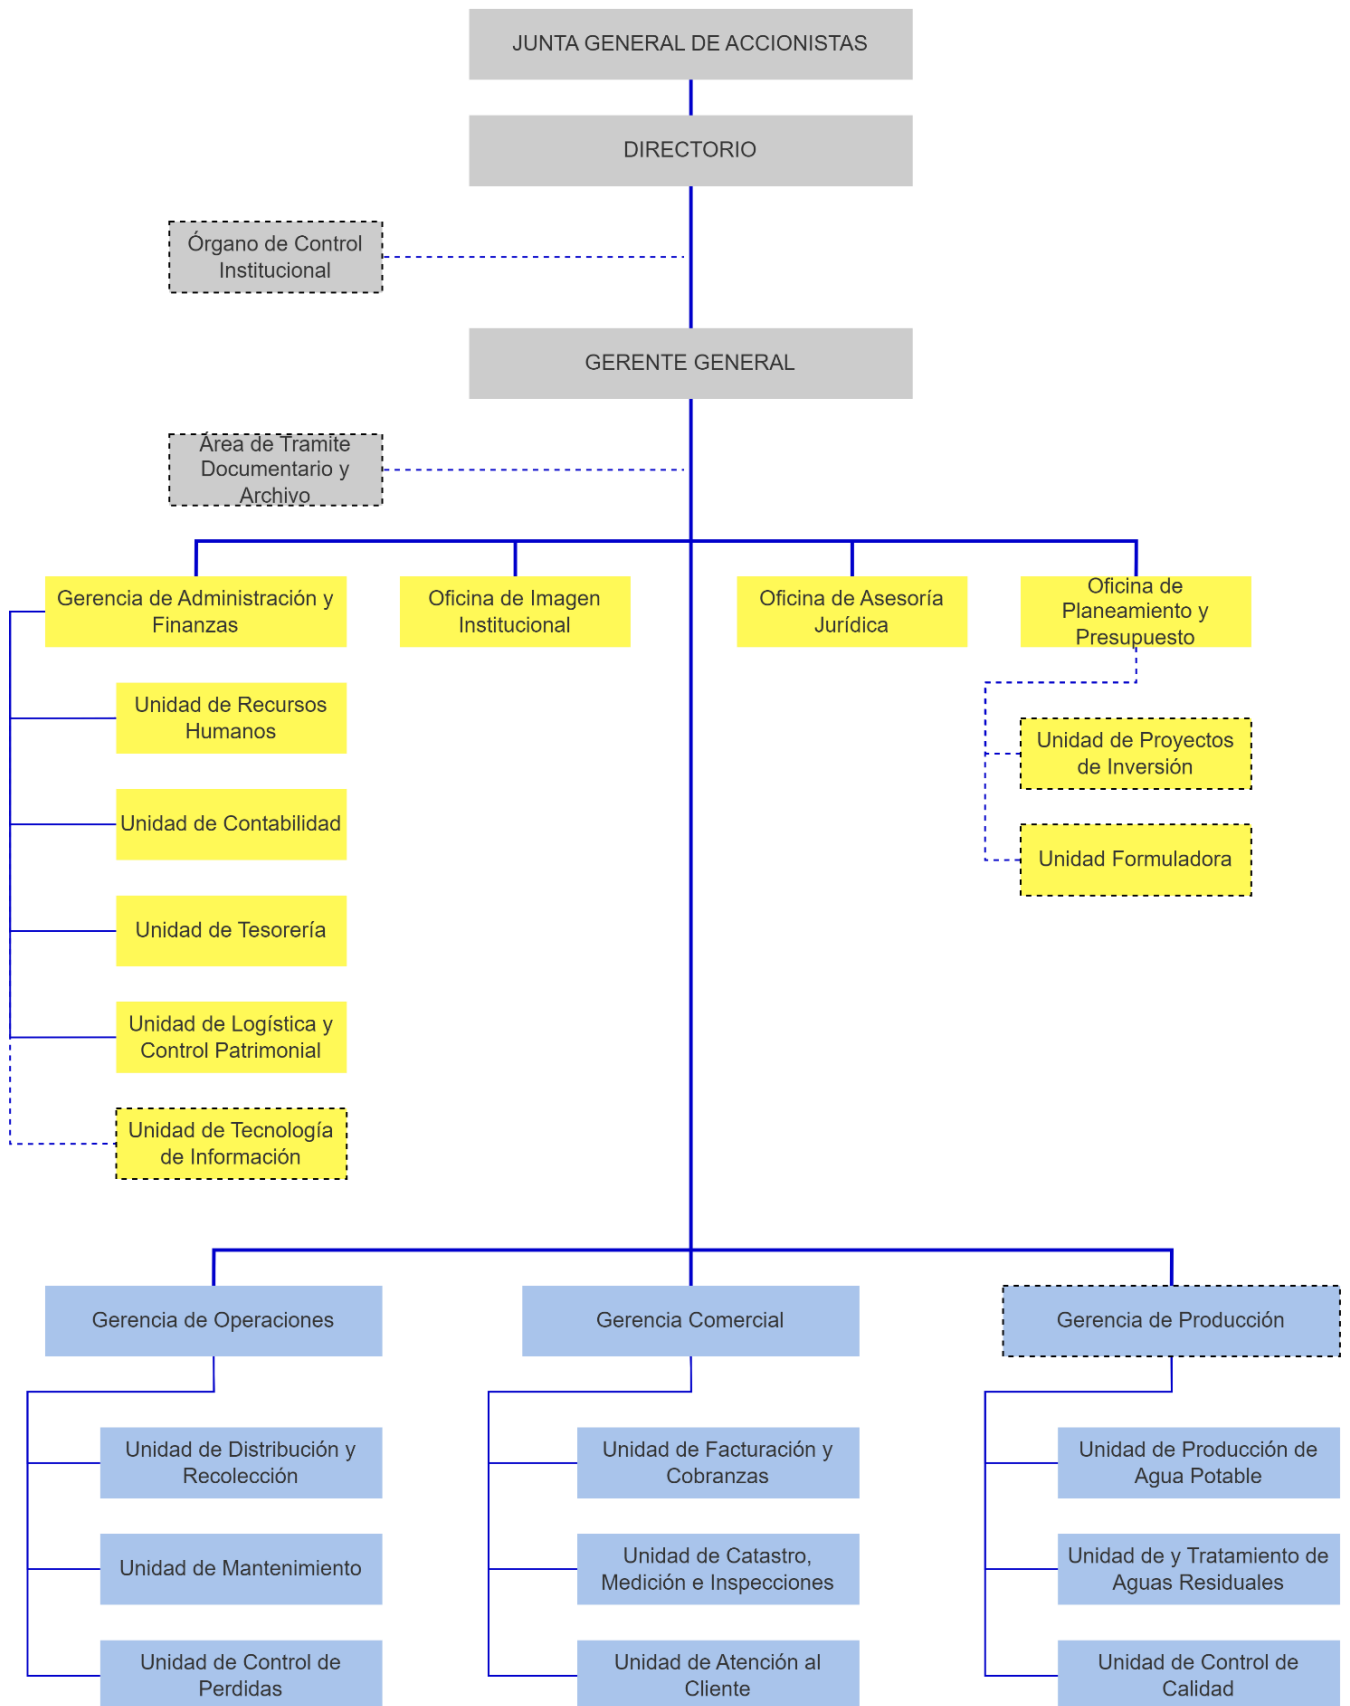 JUNTA GENERAL DE ACCIONISTAS
DIRECTORIO
Órgano de Control
Institucional
GERENTE GENERAL
Área de Tramite
Documentario y
Archivo
Gerencia de Administración y
Finanzas
Oficina de Imagen
Institucional
Oficina de Asesoría
Jurídica
Oficina de
Planeamiento y
Presupuesto
Unidad de Recursos
Humanos
Unidad de Contabilidad
Unidad de Tesorería
Unidad de Logística y
Control Patrimonial
Unidad de Tecnología
de Información
Unidad de Proyectos
de Inversión
Unidad Formuladora
Gerencia de Operaciones
Unidad de Distribución y
Recolección
Unidad de Mantenimiento
Unidad de Control de
Perdidas
Gerencia Comercial
Unidad de Facturación y
Cobranzas
Unidad de Catastro,
Medición e Inspecciones
Unidad de Atención al
Cliente
Gerencia de Producción
Unidad de Producción de
Agua Potable
Unidad de y Tratamiento de
Aguas Residuales
Unidad de Control de
Calidad